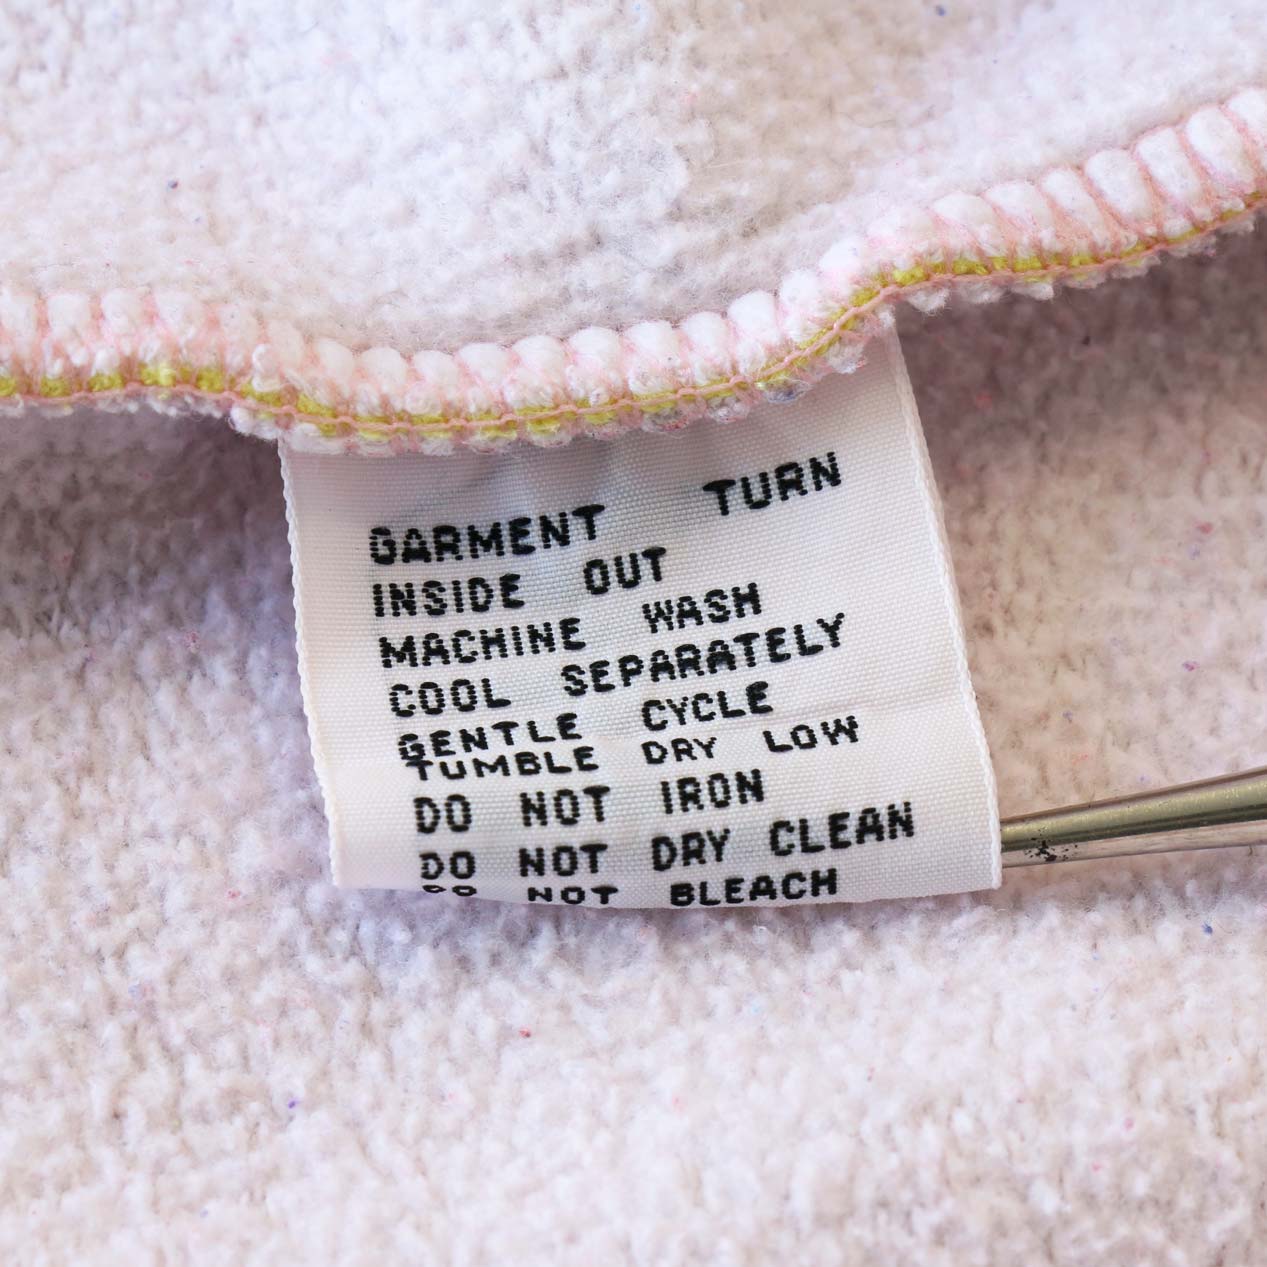 GARMENT TURN
INSIDE OUT
MACHINE WASH
COOL SEPARATELY
GENTLE CYCLE
TUMBLE DRY LOW
DO NOT IRON
DO NOT DRY CLEAN
DO NOT BLEACH